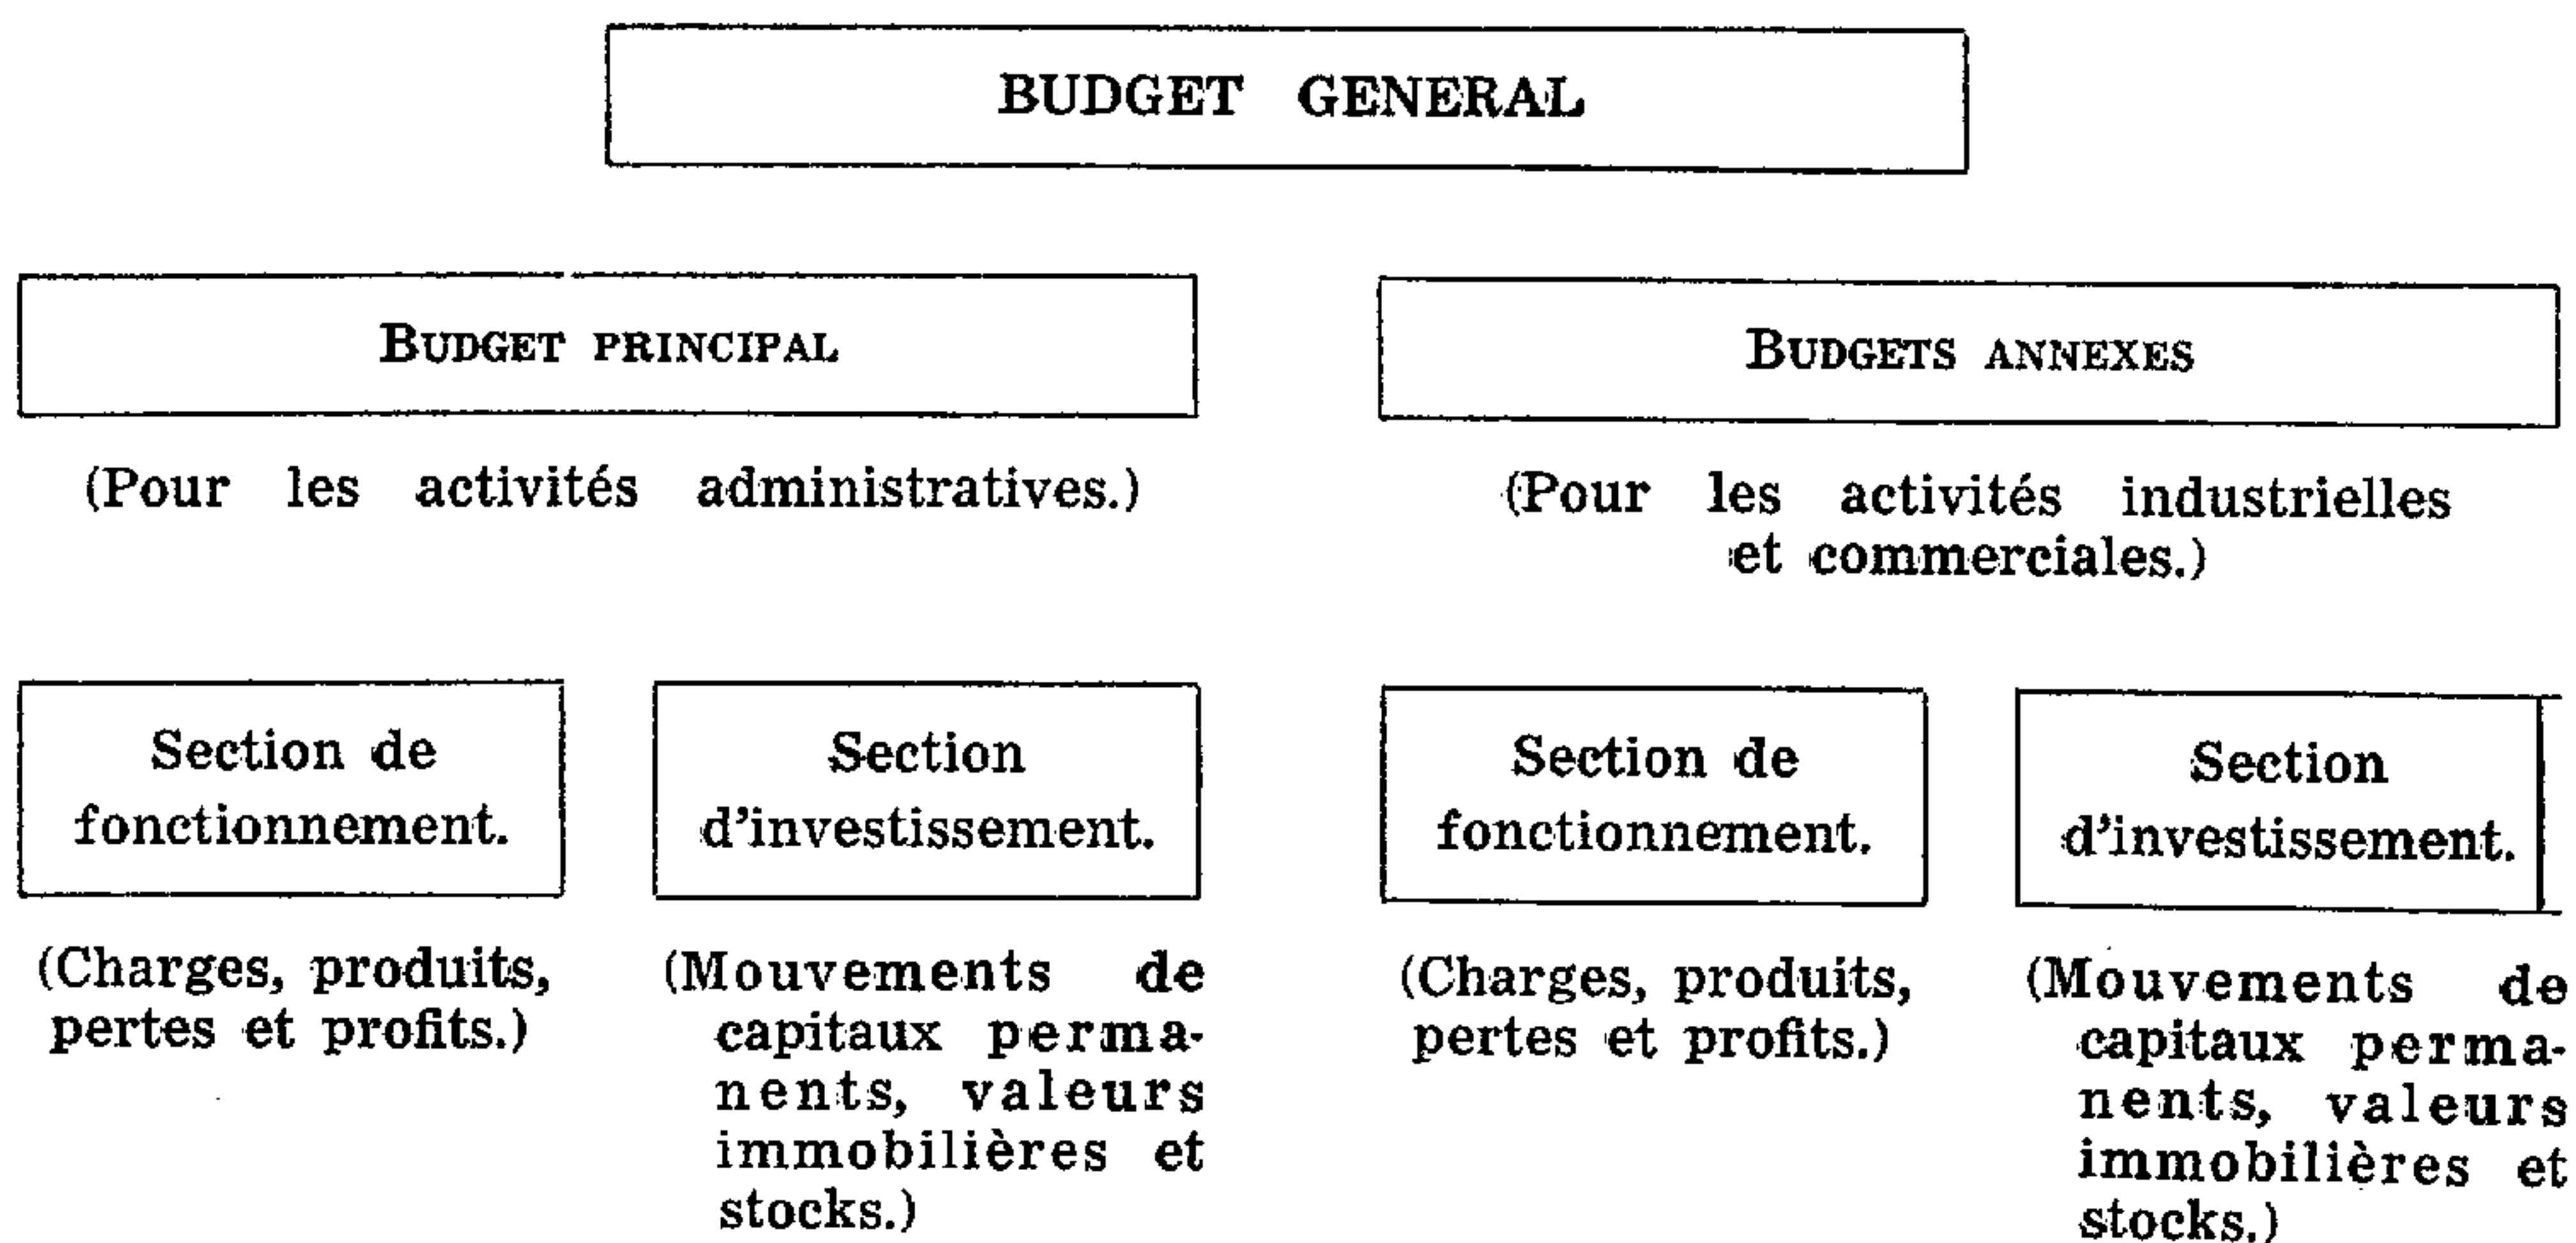 BUDGET GENERAL
BUDGET PRINCIPAL
(Pour les activités administratives.)
BUDGETS ANNEXES
(Pour les activités industrielles
et commerciales.)
Section de
fonctionnement.
(Charges, produits,
pertes et profits.)
Section
d'investissement.
(Mouvements de
capitaux perma-
nents, valeurs
immobilières et
stocks.)
Section de
fonctionnement.
(Charges, produits,
pertes et profits.)
Section
d'investissement.
(Mouvements de
capitaux perma-
nents, valeurs
immobilières et
stocks.)